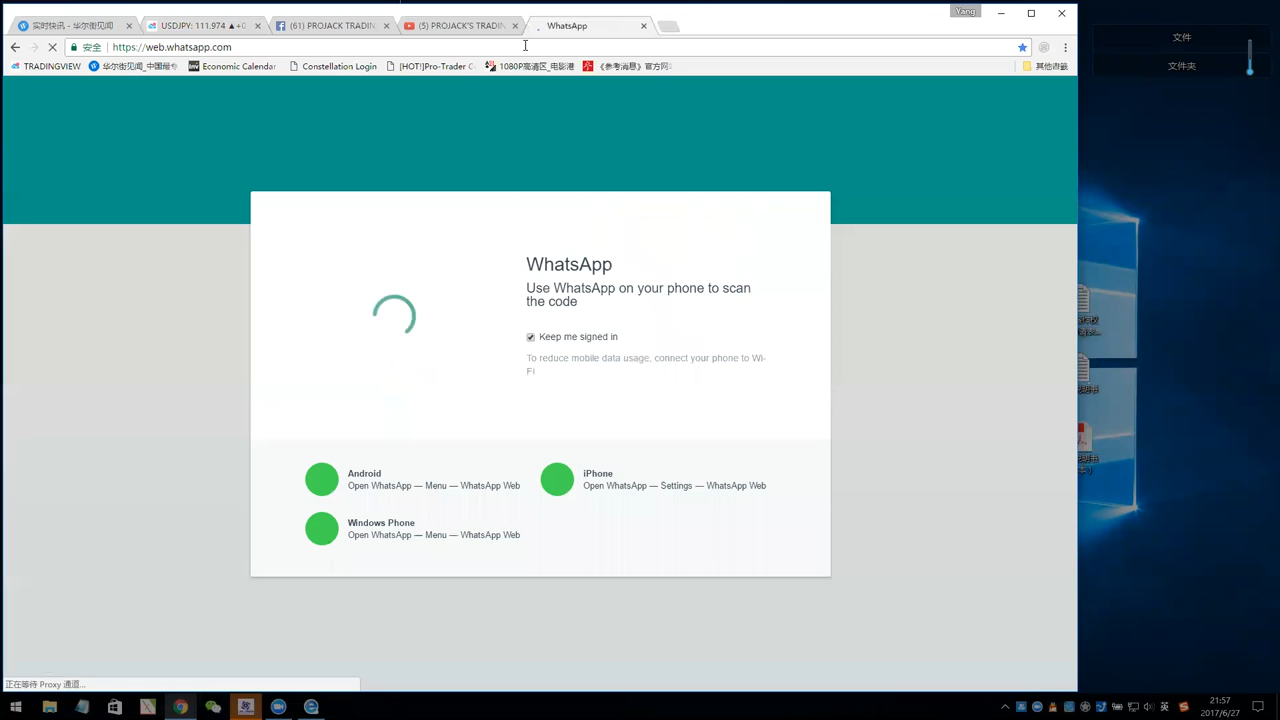 Yang
实时快讯 - 华尔街见闻
USDJPY: 111.974 ▲+0
(61) PROJACK TRADIN
(5) PROJACK'S TRADIN
WhatsApp
安全 https://web.whatsapp.com
TRADINGVIEW 华尔街见闻_中国最专 Economic Calendar Constellation Login [HOT!]Pro-Trader C 1080P高清区_电影港 《参考消息》官方网
文件
文件夹
WhatsApp
Use WhatsApp on your phone to scan
the code
Keep me signed in
To reduce mobile data usage, connect your phone to Wi-
Fi
Android
Open WhatsApp — Menu — WhatsApp Web
iPhone
Open WhatsApp — Settings — WhatsApp Web
Windows Phone
Open WhatsApp — Menu — WhatsApp Web
正在等待 Proxy 通道...
英
21:57
2017/6/27